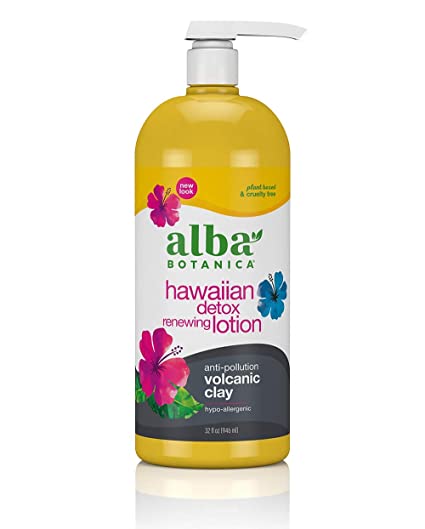 new
look
plant based
& cruelty free
alba
BOTANICA
hawaiian
detox
renewing lotion
anti-pollution
volcanic
clay
hypo-allergenic
32 fl oz (946 ml)